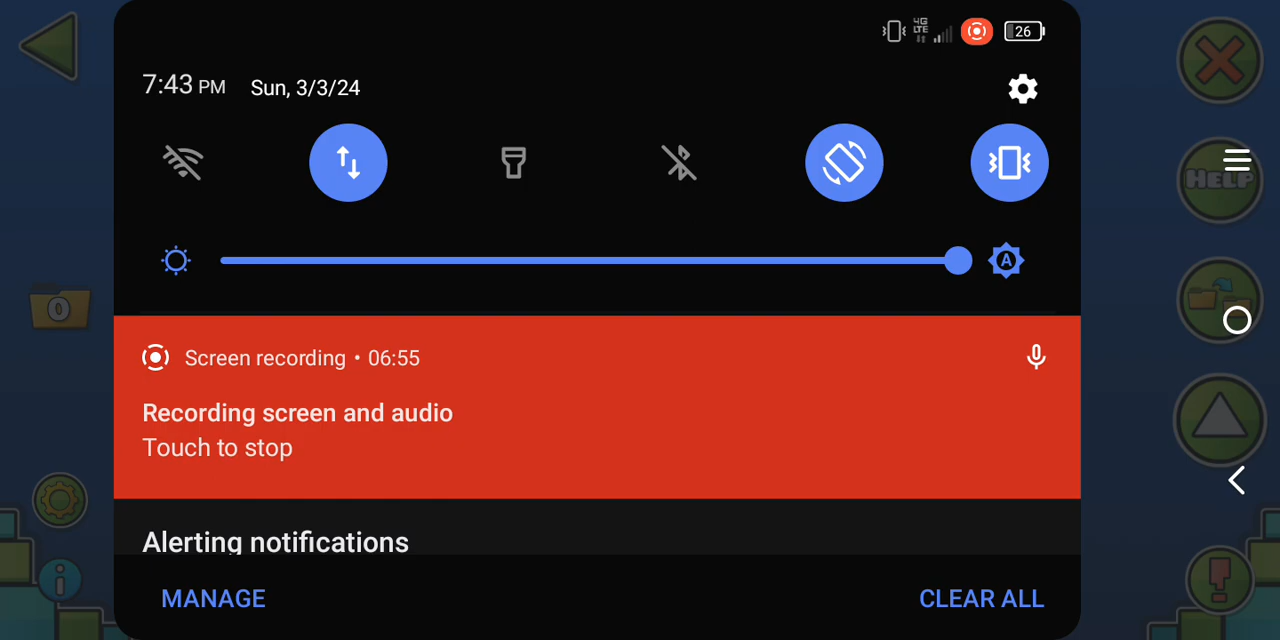 4G
LTE
26
7:43 PM
Sun, 3/3/24
A
HELP
0
Screen recording • 06:55
Recording screen and audio
Touch to stop
Alerting notifications
MANAGE
CLEAR ALL